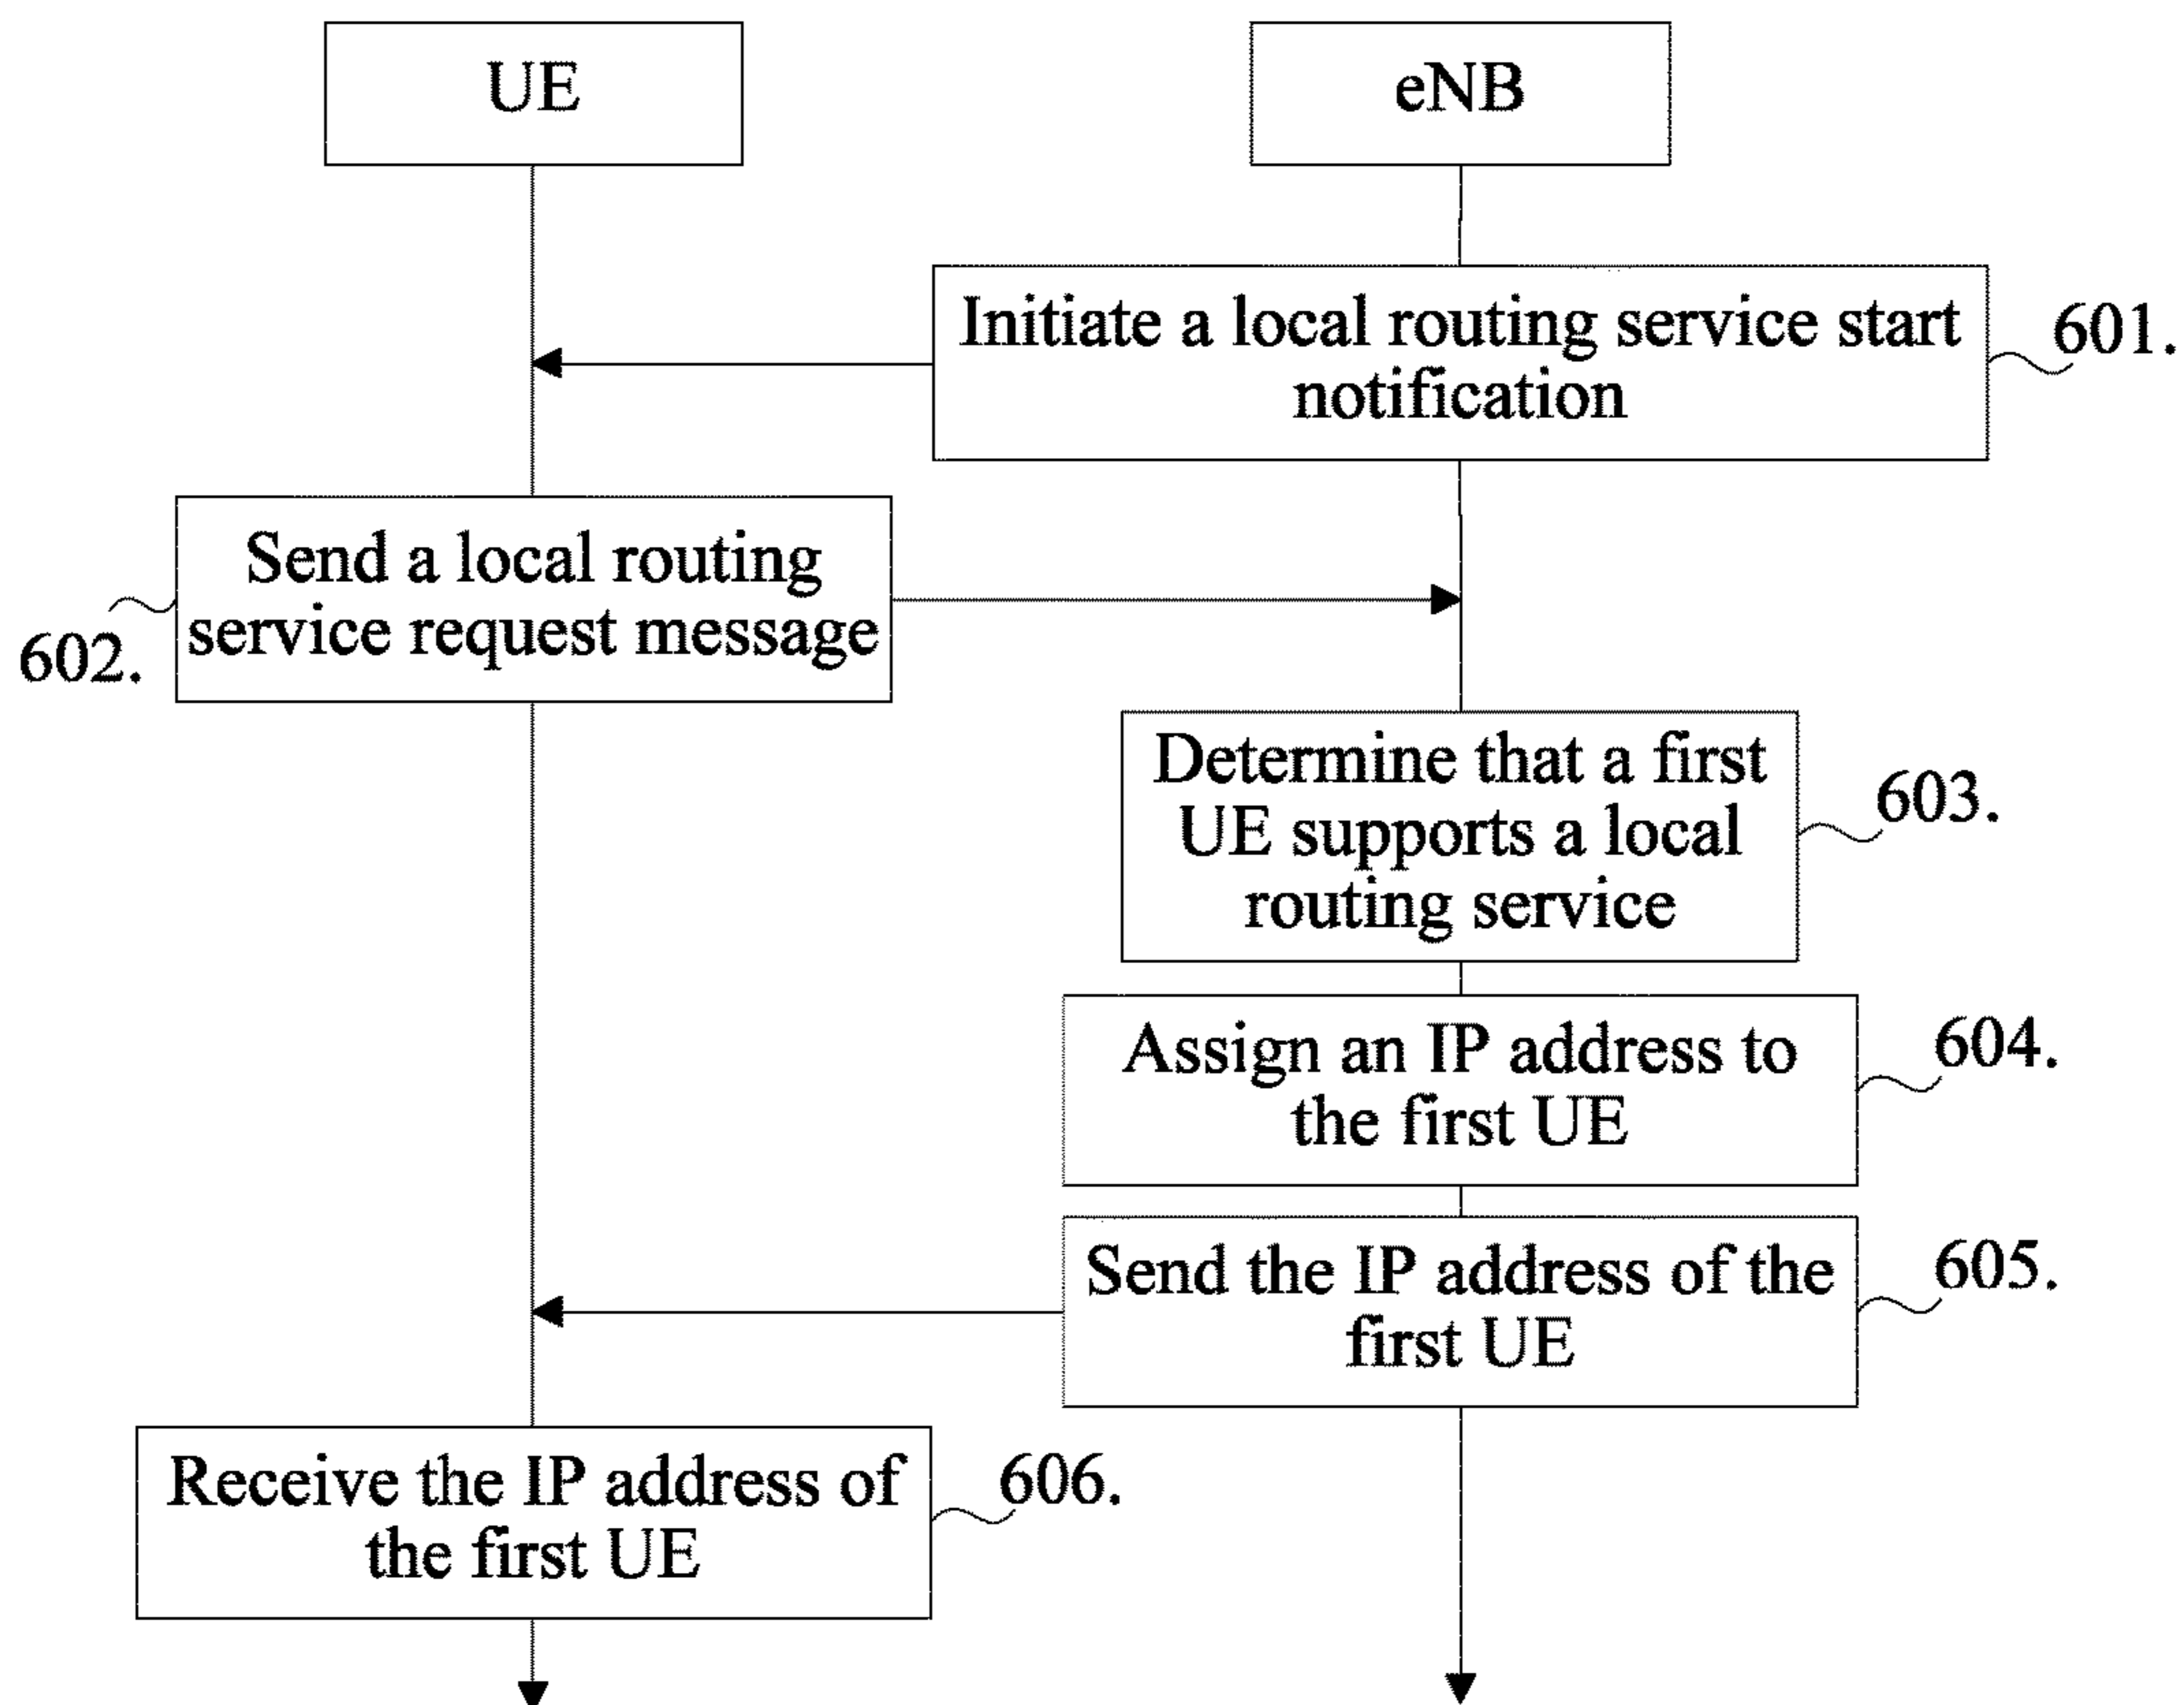 UE
eNB
Initiate a local routing service start
notification
601.
Send a local routing
service request message
602.
Determine that a first
UE supports a local
routing service
603.
Assign an IP address to
the first UE
604.
Send the IP address of the
first UE
605.
Receive the IP address of
the first UE
606.